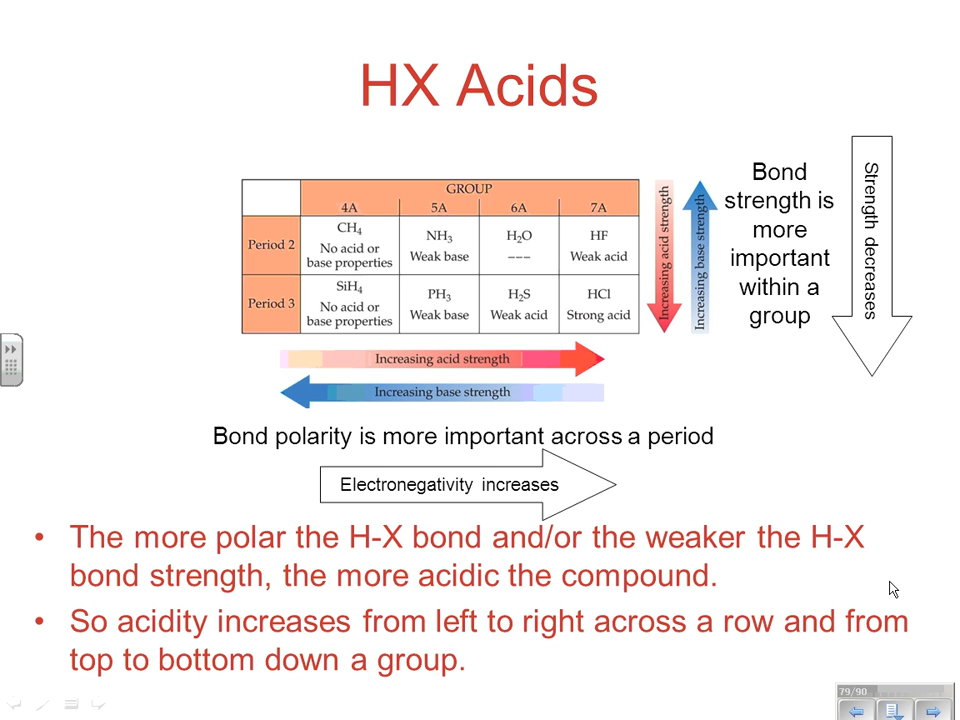 HX Acids
GROUP
4A 5A 6A 7A
Period 2
CH4
No acid or
base properties
NH3
Weak base
H2O
---
HF
Weak acid
Period 3
SiH4
No acid or
base properties
PH3
Weak base
H2S
Weak acid
HCl
Strong acid
Increasing acid strength
Increasing base strength
Increasing acid strength
Increasing base strength
Bond
strength is
more
important
within a
group
Strength decreases
Bond polarity is more important across a period
Electronegativity increases
• The more polar the H-X bond and/or the weaker the H-X
bond strength, the more acidic the compound.
• So acidity increases from left to right across a row and from
top to bottom down a group.
79/90